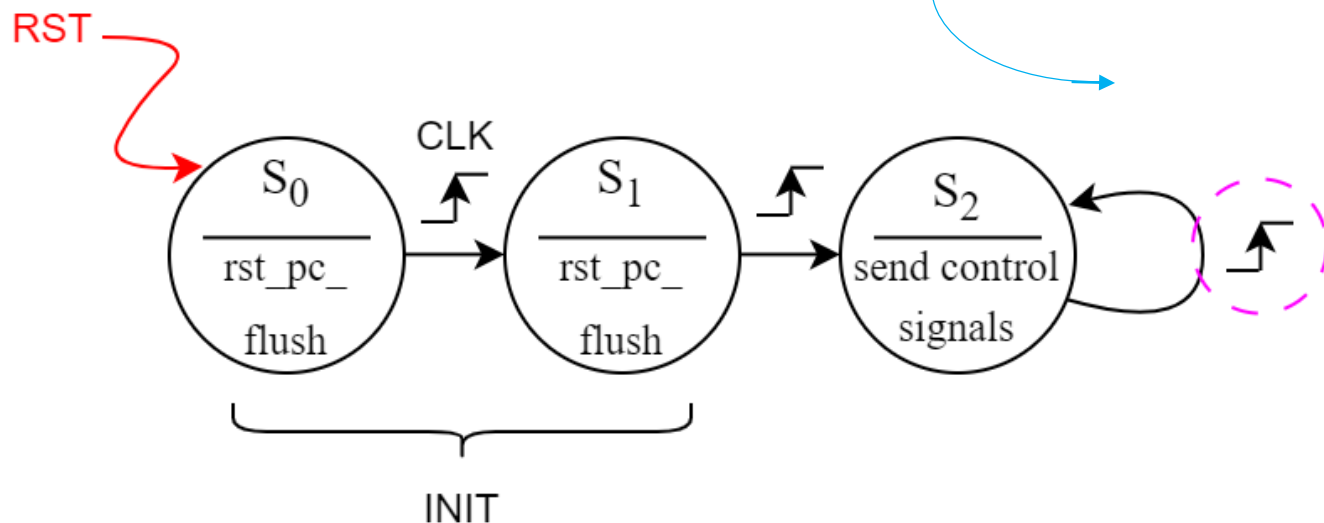 RST
CLK
S₀
rst_pc_
flush
S₁
rst_pc_
flush
S₂
send control
signals
INIT